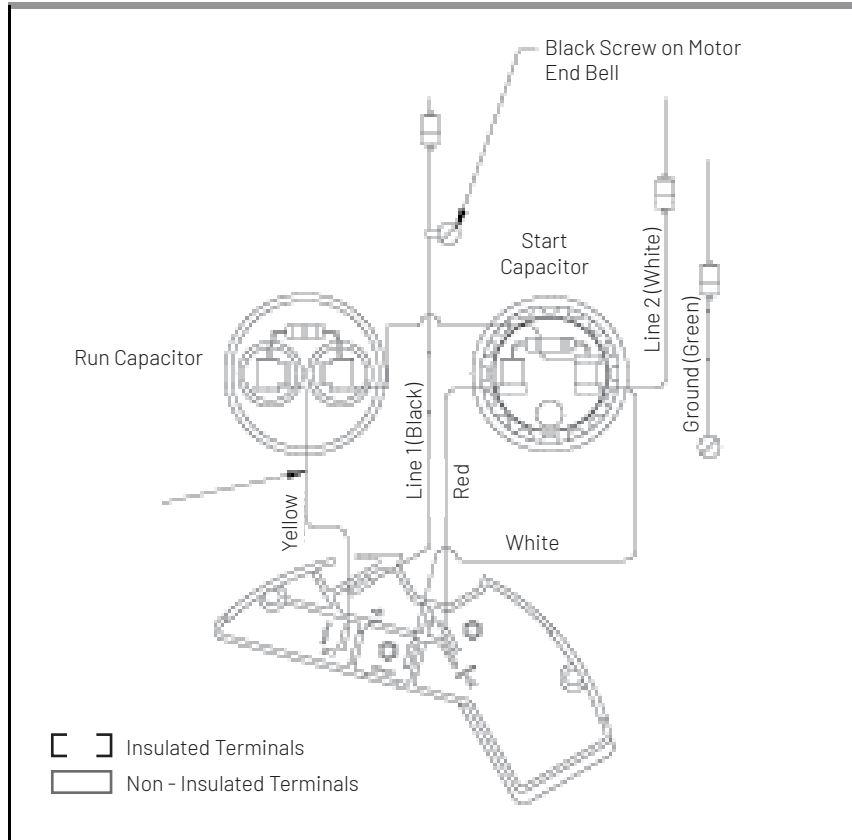 Black Screw on Motor
End Bell
Start
Capacitor
Run Capacitor
Line 1 (Black)
Red
Line 2 (White)
Ground (Green)
Yellow
White
Insulated Terminals
Non - Insulated Terminals